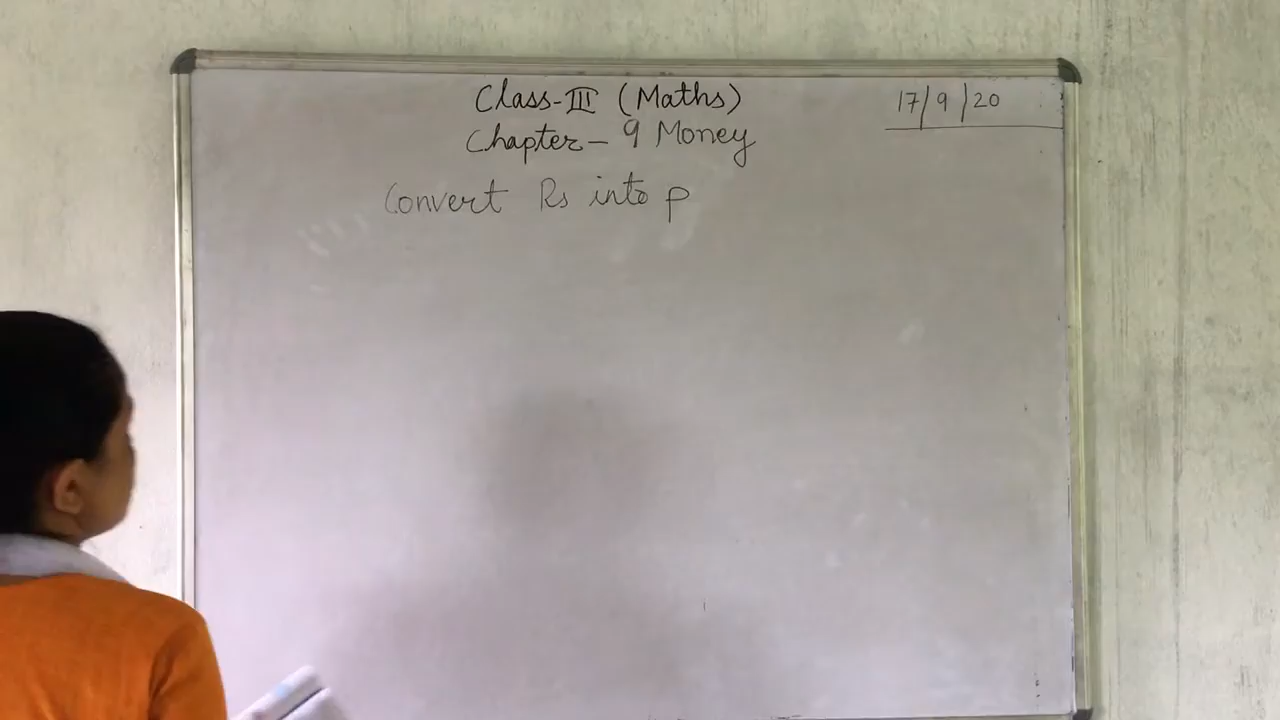 Class-III (Maths)
17/9/20
Chapter-9 Money
Convert Rs into p